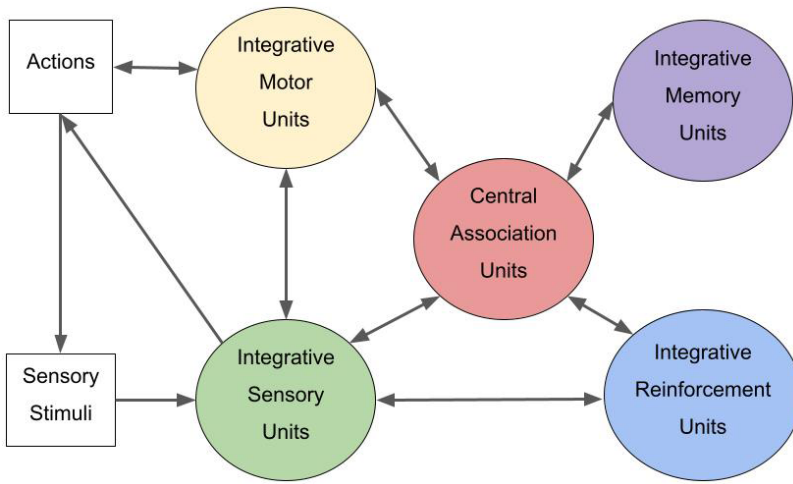 Actions
Integrative
Motor
Units
Integrative
Memory
Units
Central
Association
Units
Sensory
Stimuli
Integrative
Sensory
Units
Integrative
Reinforcement
Units